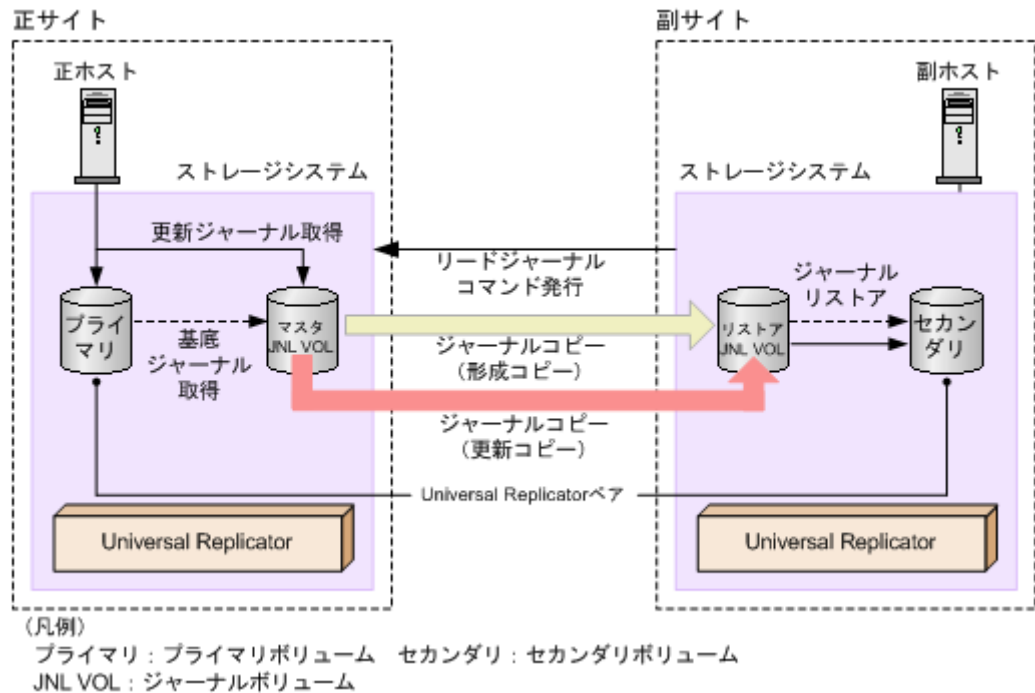 正サイト
副サイト
正ホスト
副ホスト
ストレージシステム
ストレージシステム
更新ジャーナル取得
リードジャーナル
コマンド発行
ジャーナル
リストア
プライ
マリ
マスタ
JNL VOL
リストア
JNL VOL
セカン
ダリ
基底
ジャーナル
取得
ジャーナルコピー
（形成コピー）
ジャーナルコピー
（更新コピー）
Universal Replicatorペア
Universal Replicator
Universal Replicator
（凡例）
プライマリ：プライマリボリューム　セカンダリ：セカンダリボリューム
JNL VOL：ジャーナルボリューム